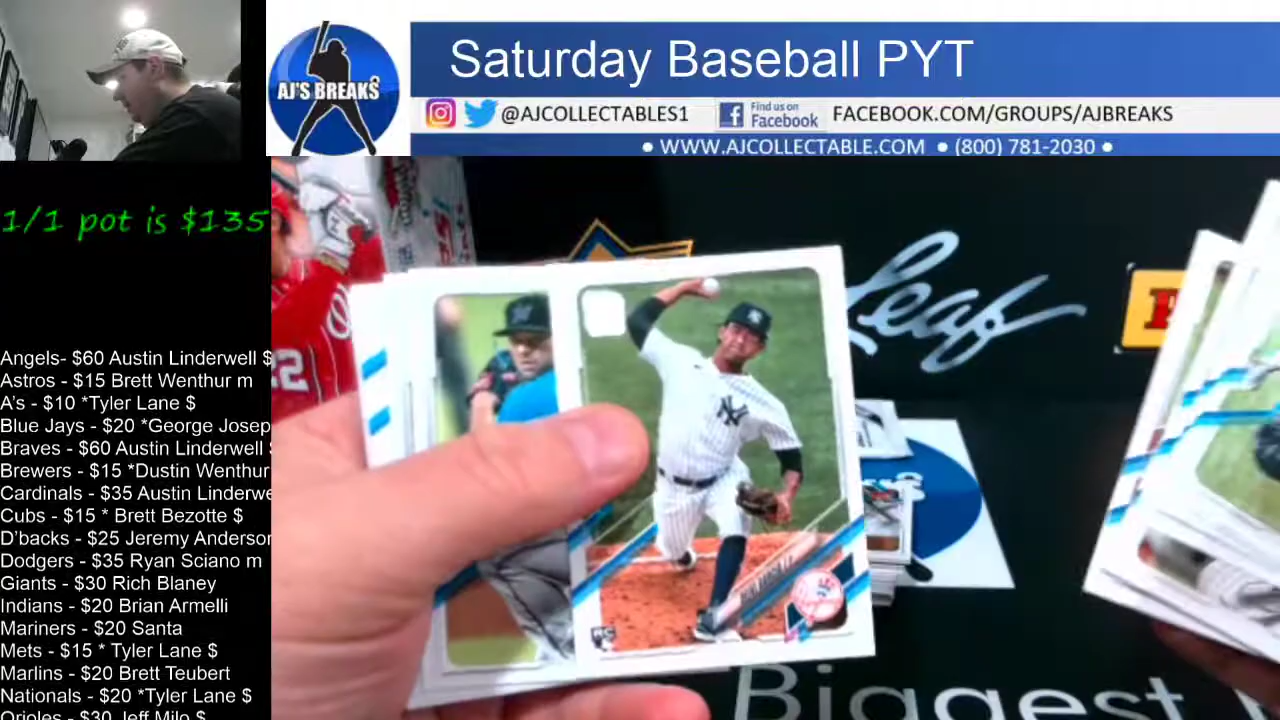 Saturday Baseball PYT
AJ'S BREAKS
@AJCOLLECTABLES1
Find us on
Facebook
FACEBOOK.COM/GROUPS/AJBREAKS
• WWW.AJCOLLECTABLE.COM • (800) 781-2030 •
1/1 pot is $135
Leaf
22
NY
RC
Angels- $60 Austin Linderwell $
Astros - $15 Brett Wenthur m
A's - $10 *Tyler Lane $
Blue Jays - $20 *George Josep
Braves - $60 Austin Linderwell
Brewers - $15 *Dustin Wenthur
Cardinals - $35 Austin Linderwe
Cubs - $15 * Brett Bezotte $
D'backs - $25 Jeremy Anderson
Dodgers - $35 Ryan Sciano m
Giants - $30 Rich Blaney
Indians - $20 Brian Armelli
Mariners - $20 Santa
Mets - $15 * Tyler Lane $
Marlins - $20 Brett Teubert
Nationals - $20 *Tyler Lane $
Orioles - $30 Jeff Milo $
Biggest